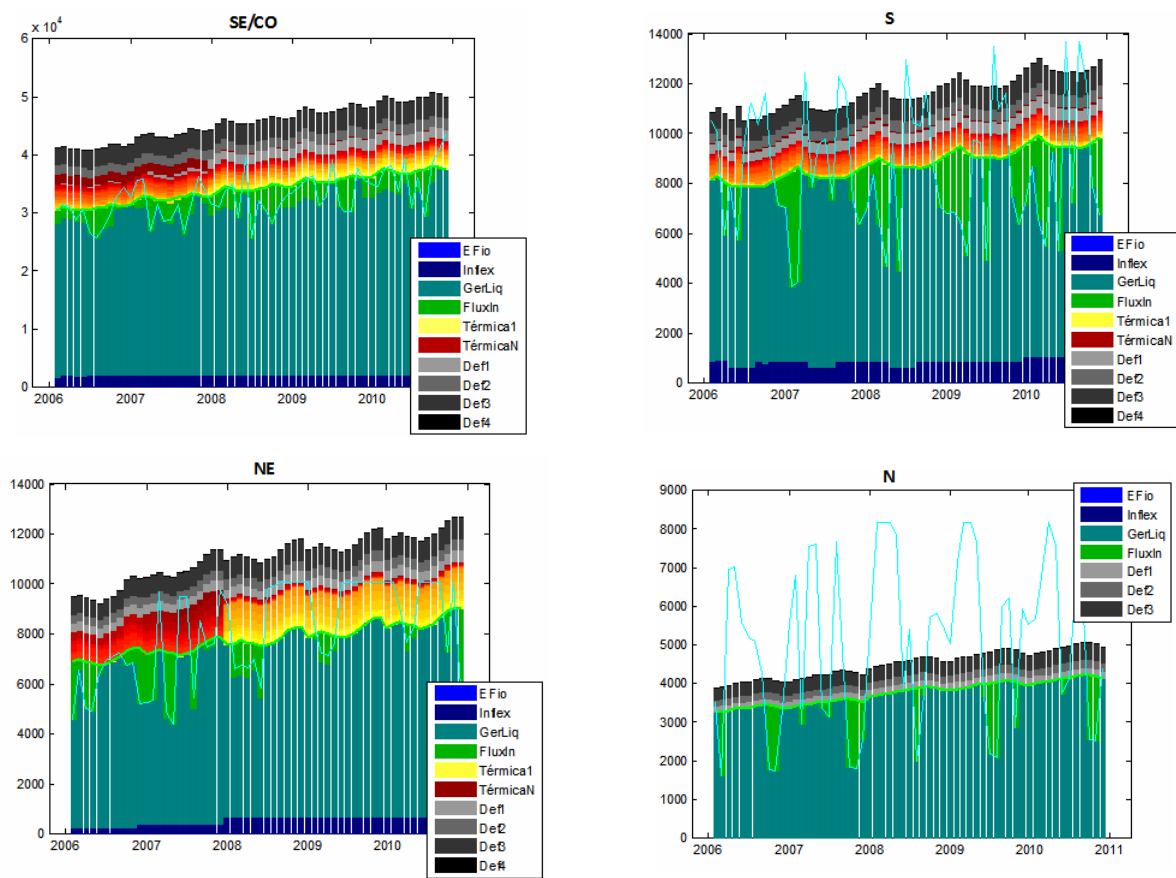 SE/CO
x 10⁴
6
5
4
3
2
1
0
2006 2007 2008 2009 2010
EFio
Inflex
GerLiq
FluxIn
Térmica1
TérmicaN
Def1
Def2
Def3
Def4
S
14000
12000
10000
8000
6000
4000
2000
0
2006 2007 2008 2009 2010
EFio
Inflex
GerLiq
FluxIn
Térmica1
TérmicaN
Def1
Def2
Def3
Def4
NE
14000
12000
10000
8000
6000
4000
2000
0
2006 2007 2008 2009 2010
EFio
Inflex
GerLiq
FluxIn
Térmica1
TérmicaN
Def1
Def2
Def3
Def4
N
9000
8000
7000
6000
5000
4000
3000
2000
1000
0
2006 2007 2008 2009 2010 2011
EFio
Inflex
GerLiq
FluxIn
Def1
Def2
Def3